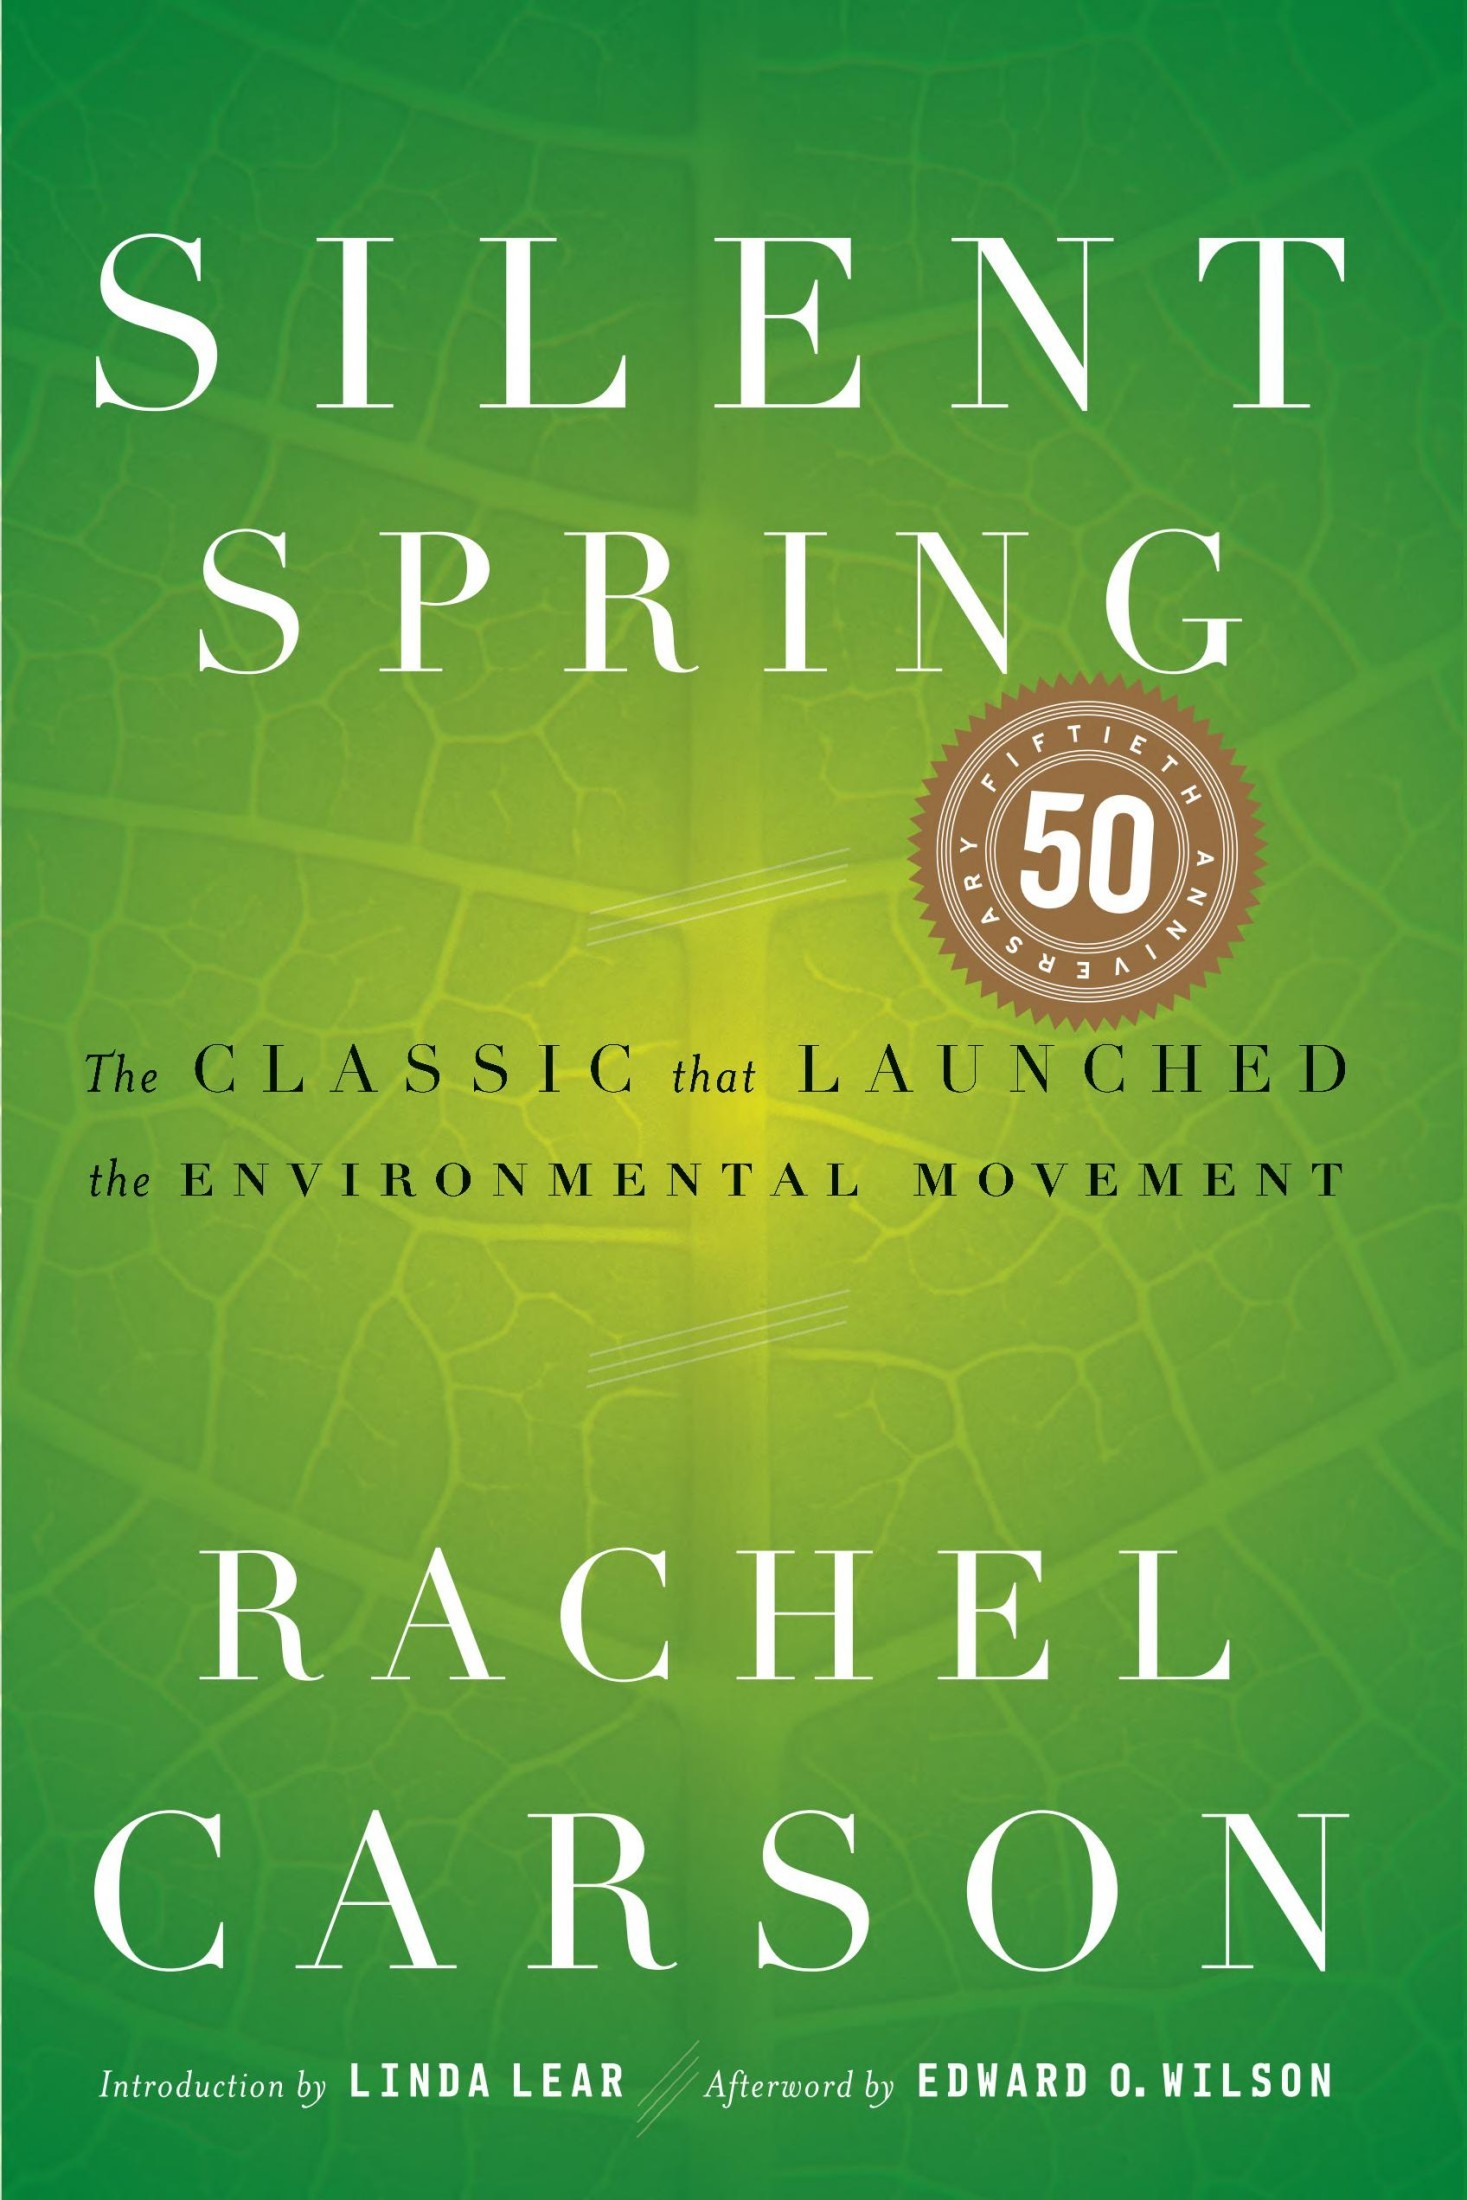 SILENT
SPRING
FIFTIETH ANNIVERSARY
50
The CLASSIC that LAUNCHED
the ENVIRONMENTAL MOVEMENT
RACHEL
CARSON
Introduction by LINDA LEAR Afterword by EDWARD O. WILSON